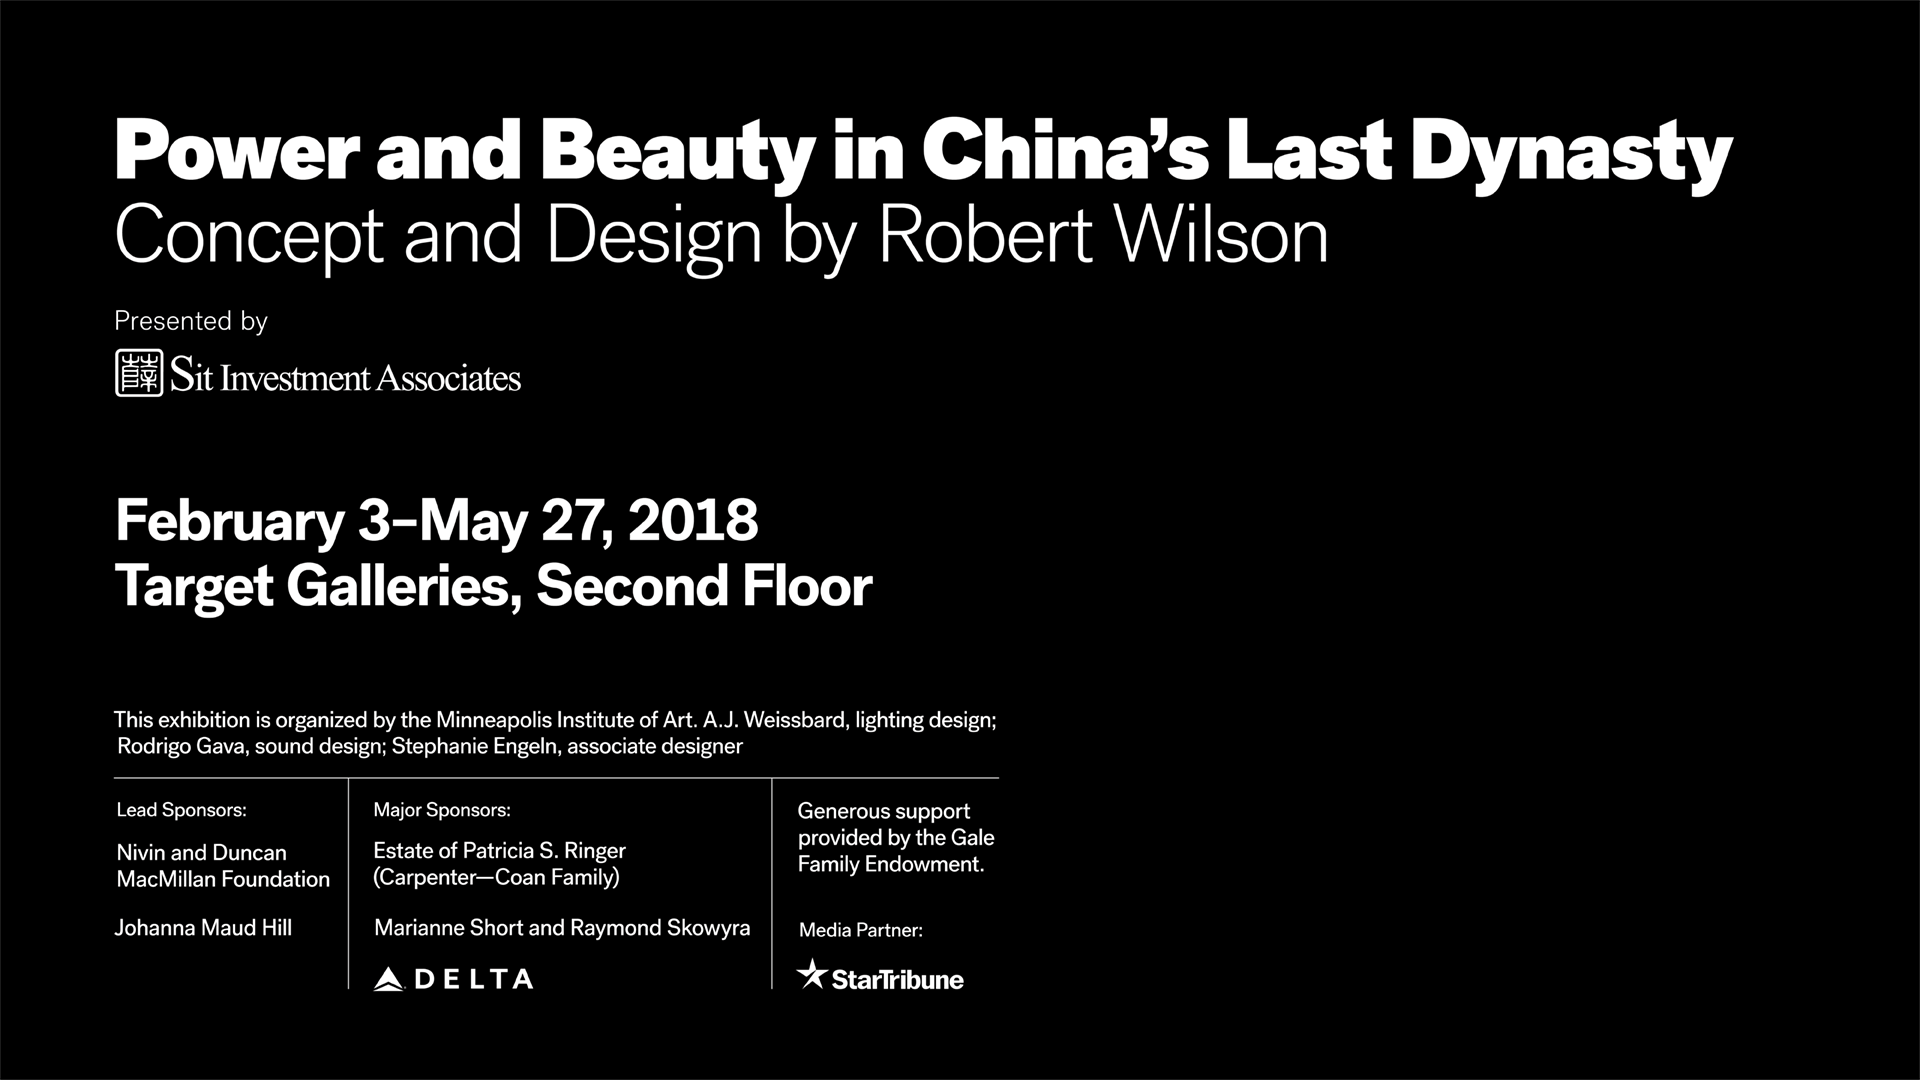 Power and Beauty in China’s Last Dynasty
Concept and Design by Robert Wilson
Presented by
Sit Investment Associates
February 3–May 27, 2018
Target Galleries, Second Floor
This exhibition is organized by the Minneapolis Institute of Art. A.J. Weissbard, lighting design;
Rodrigo Gava, sound design; Stephanie Engeln, associate designer
Lead Sponsors:
Nivin and Duncan
MacMillan Foundation
Johanna Maud Hill
Major Sponsors:
Estate of Patricia S. Ringer
(Carpenter—Coan Family)
Marianne Short and Raymond Skowyra
DELTA
Generous support
provided by the Gale
Family Endowment.
Media Partner:
StarTribune